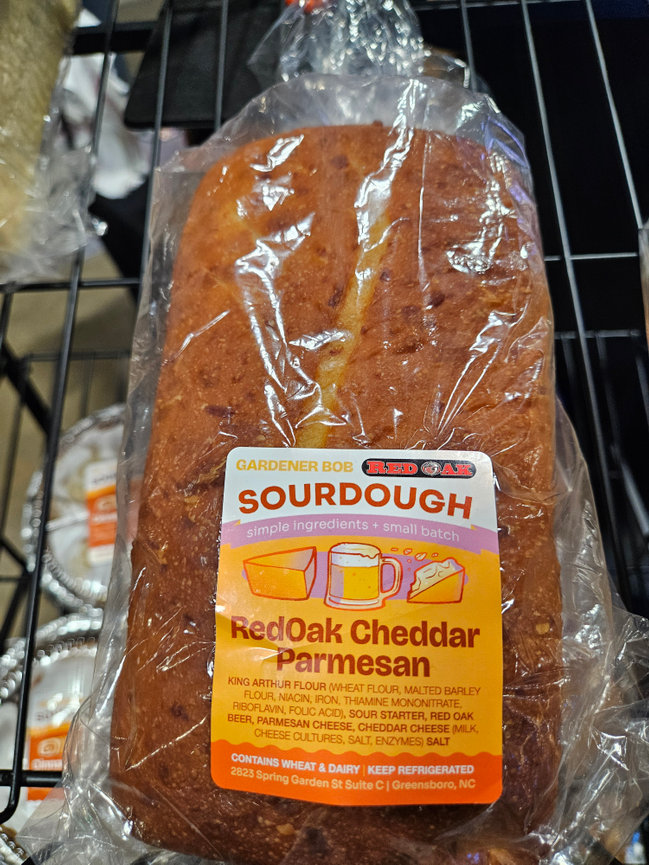 GARDENER BOB RED OAK
SOURDOUGH
simple ingredients + small batch
RedOak Cheddar
Parmesan
KING ARTHUR FLOUR (WHEAT FLOUR, MALTED BARLEY
FLOUR, NIACIN, IRON, THIAMINE MONONITRATE,
RIBOFLAVIN, FOLIC ACID), SOUR STARTER, RED OAK
BEER, PARMESAN CHEESE, CHEDDAR CHEESE (MILK,
CHEESE CULTURES, SALT, ENZYMES) SALT
CONTAINS WHEAT & DAIRY | KEEP REFRIGERATED
2823 Spring Garden St Suite C | Greensboro, NC